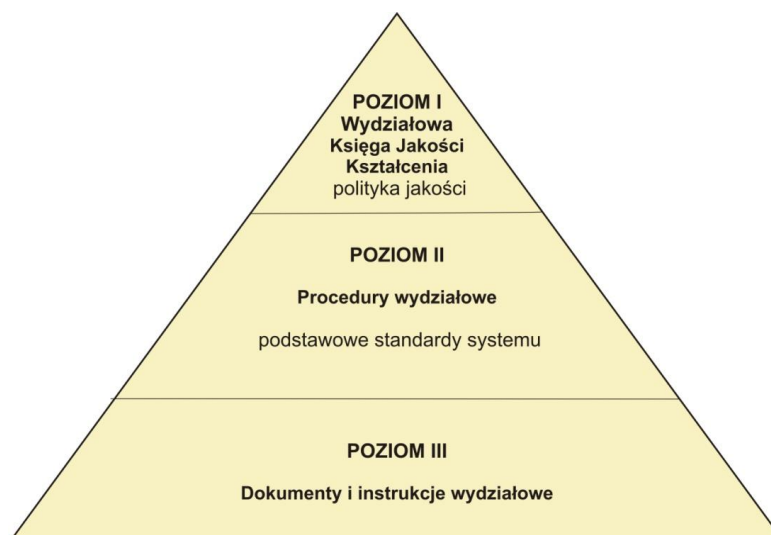 POZIOM I
Wydziałowa
Księga Jakości
Kształcenia
polityka jakości
POZIOM II
Procedury wydziałowe
podstawowe standardy systemu
POZIOM III
Dokumenty i instrukcje wydziałowe